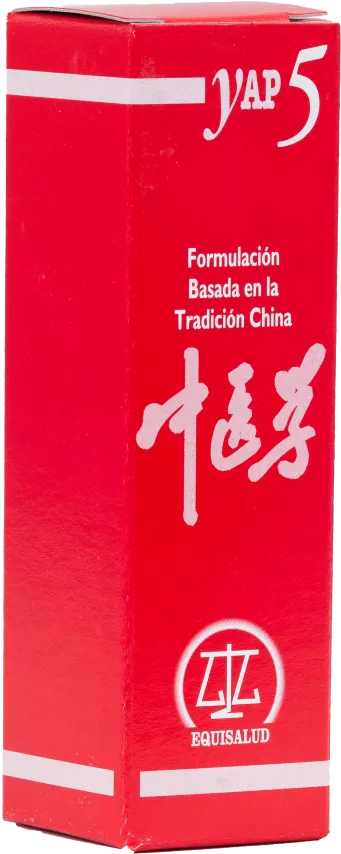 yAP 5
Formulación
Basada en la
Tradición China
中医学
EQUISALUD